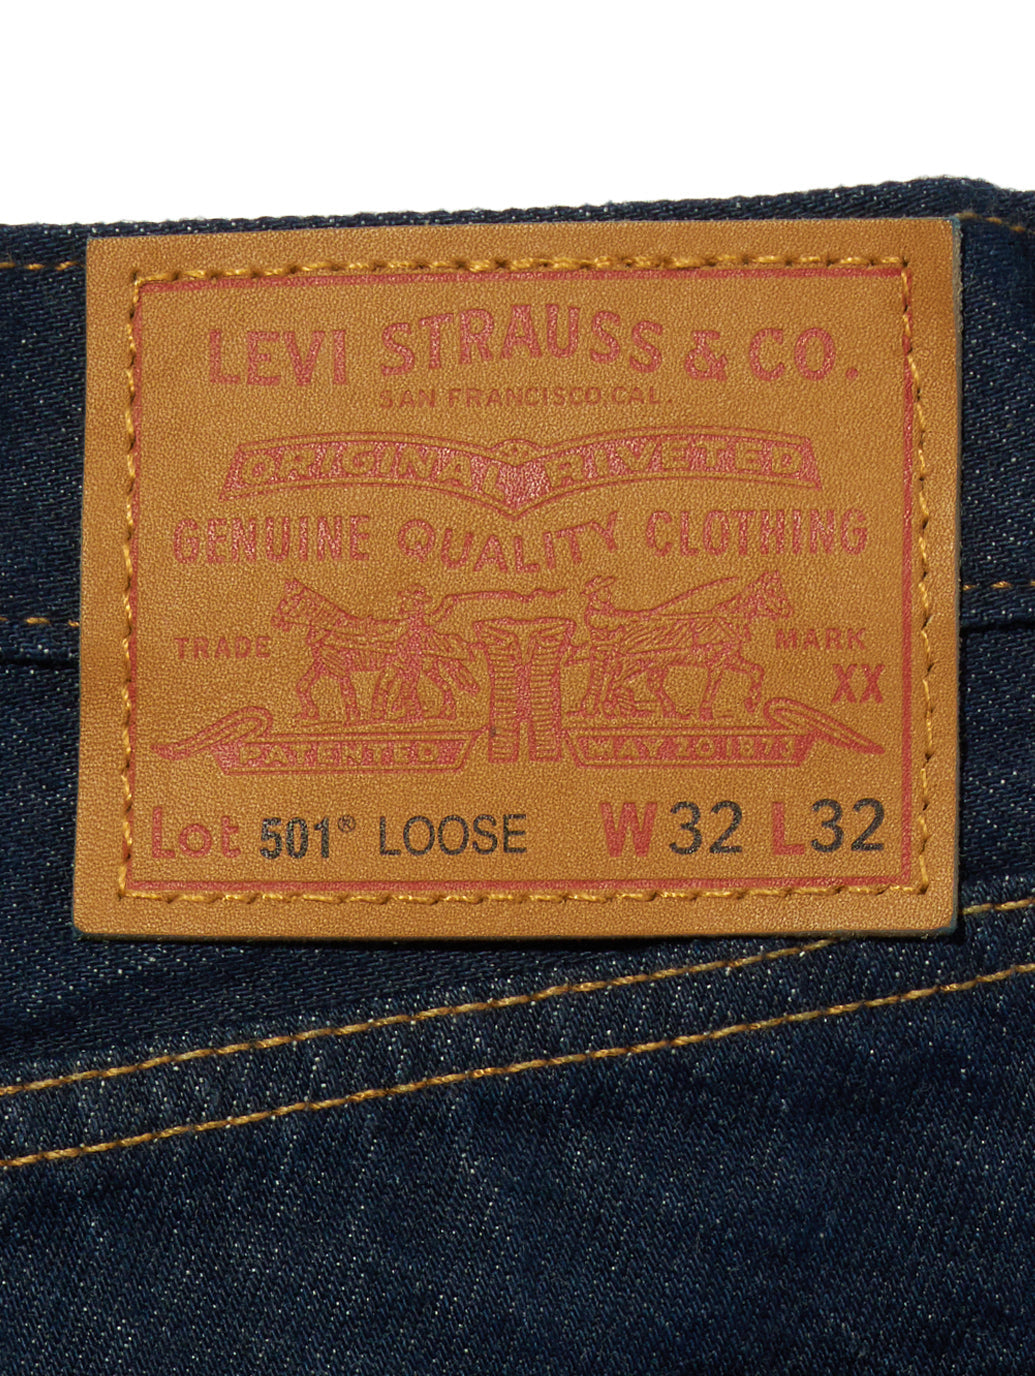 LEVI STRAUSS & CO.
SAN FRANCISCO CAL.
ORIGINAL RIVETED
GENUINE QUALITY CLOTHING
TRADE MARK
XX
PATENTED MAY 20 1873
Lot 501® LOOSE W32 L32